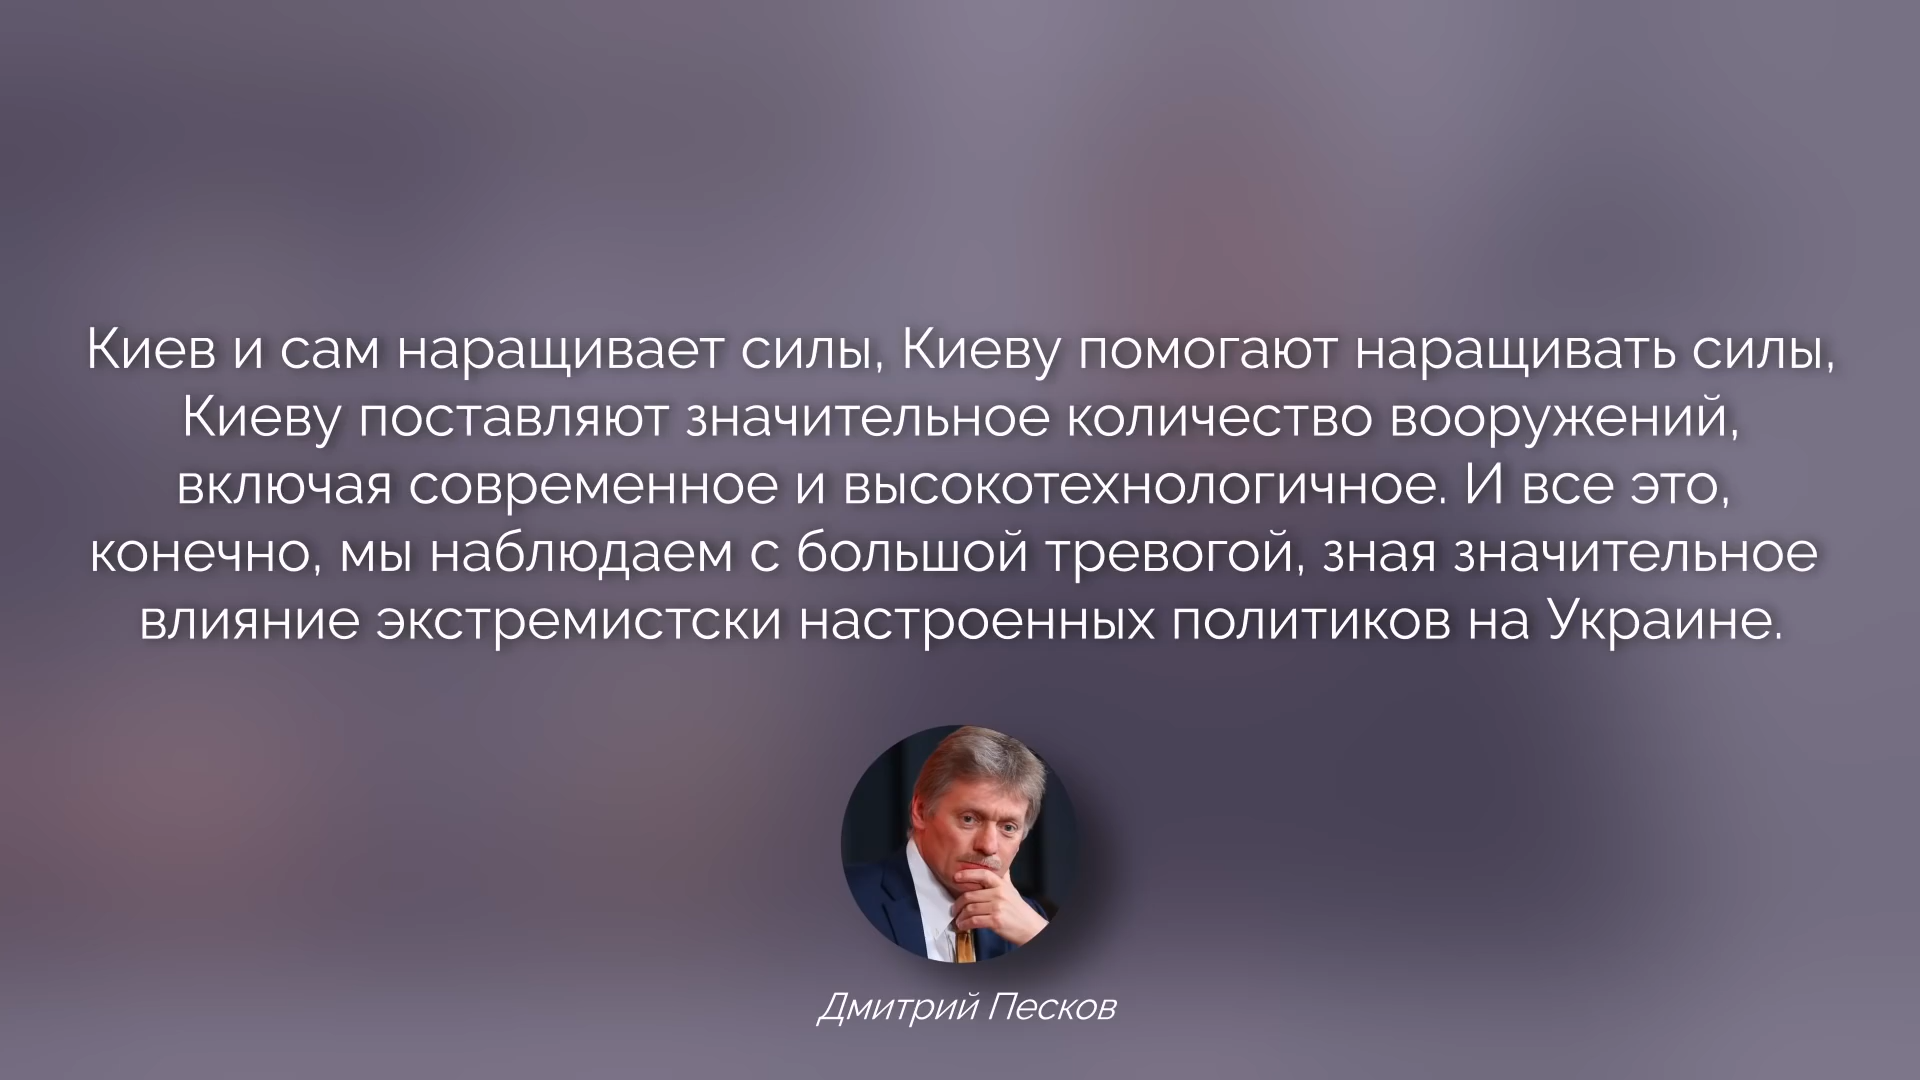 Киев и сам наращивает силы, Киеву помогают наращивать силы,
Киеву поставляют значительное количество вооружений,
включая современное и высокотехнологичное. И все это,
конечно, мы наблюдаем с большой тревогой, зная значительное
влияние экстремистски настроенных политиков на Украине.
Дмитрий Песков